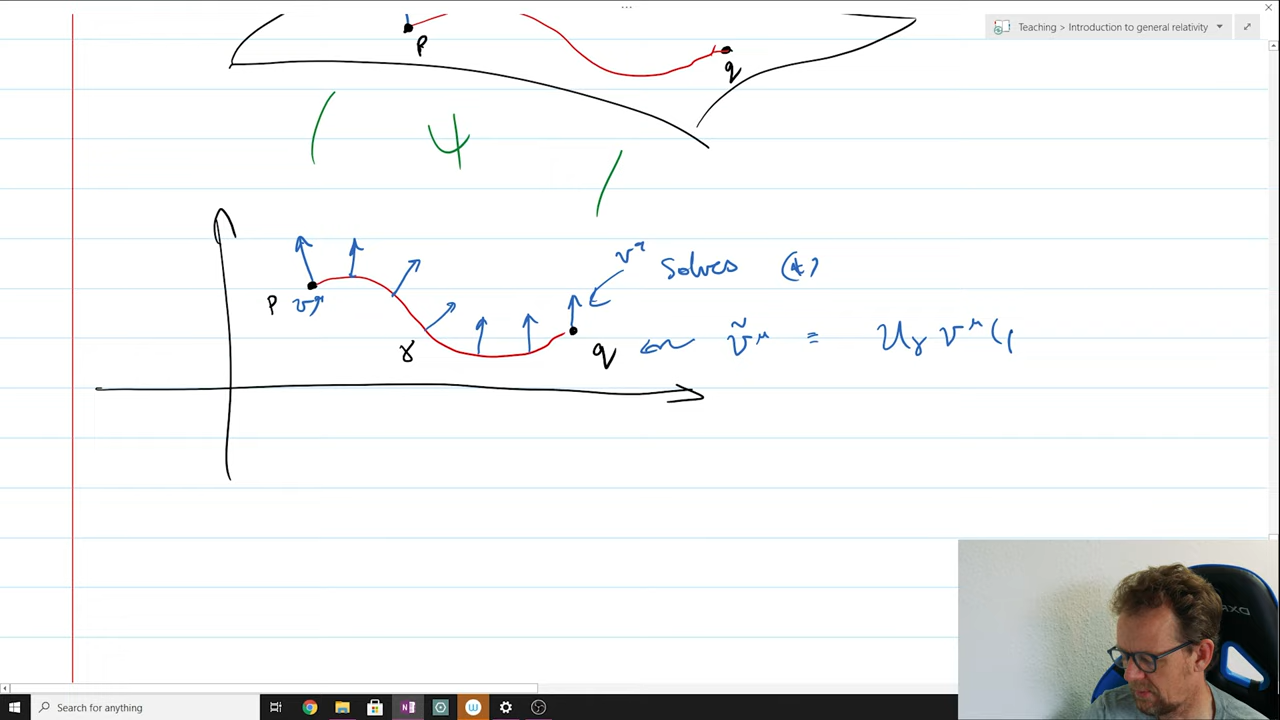 Teaching > Introduction to general relativity
p
q
ψ
v^μ solves (*)
p v^μ
γ
q ṽ^μ ≡ U_γ v^μ (
Search for anything